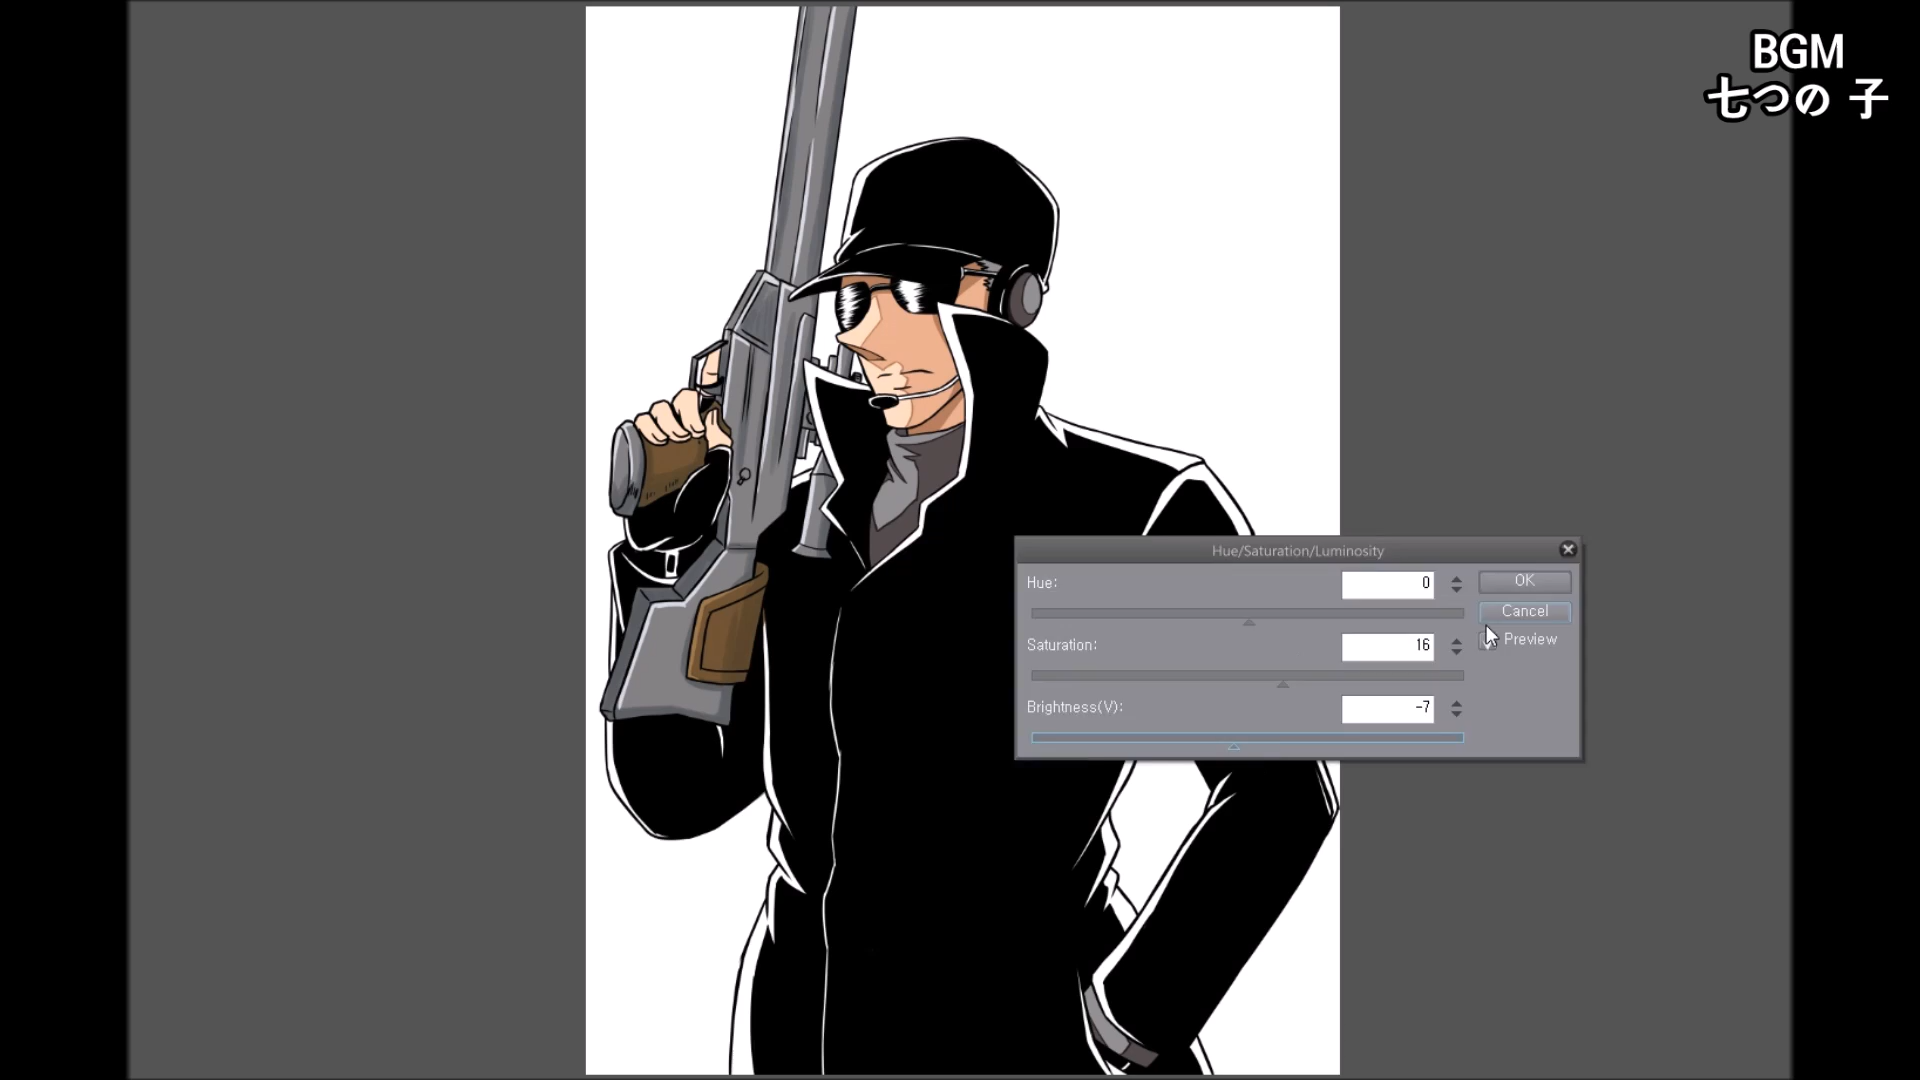 BGM
七つの 子
Hue/Saturation/Luminosity
Hue:
0
OK
Cancel
Saturation:
16
Preview
Brightness(V):
-7